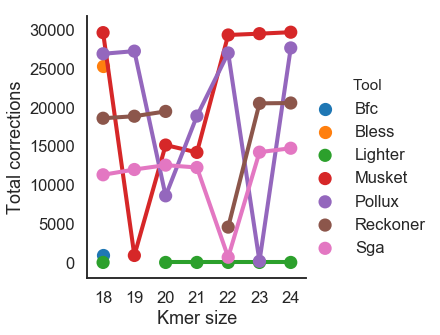 30000
25000
20000
15000
10000
5000
0
Total corrections
18 19 20 21 22 23 24
Kmer size
Tool
Bfc
Bless
Lighter
Musket
Pollux
Reckoner
Sga